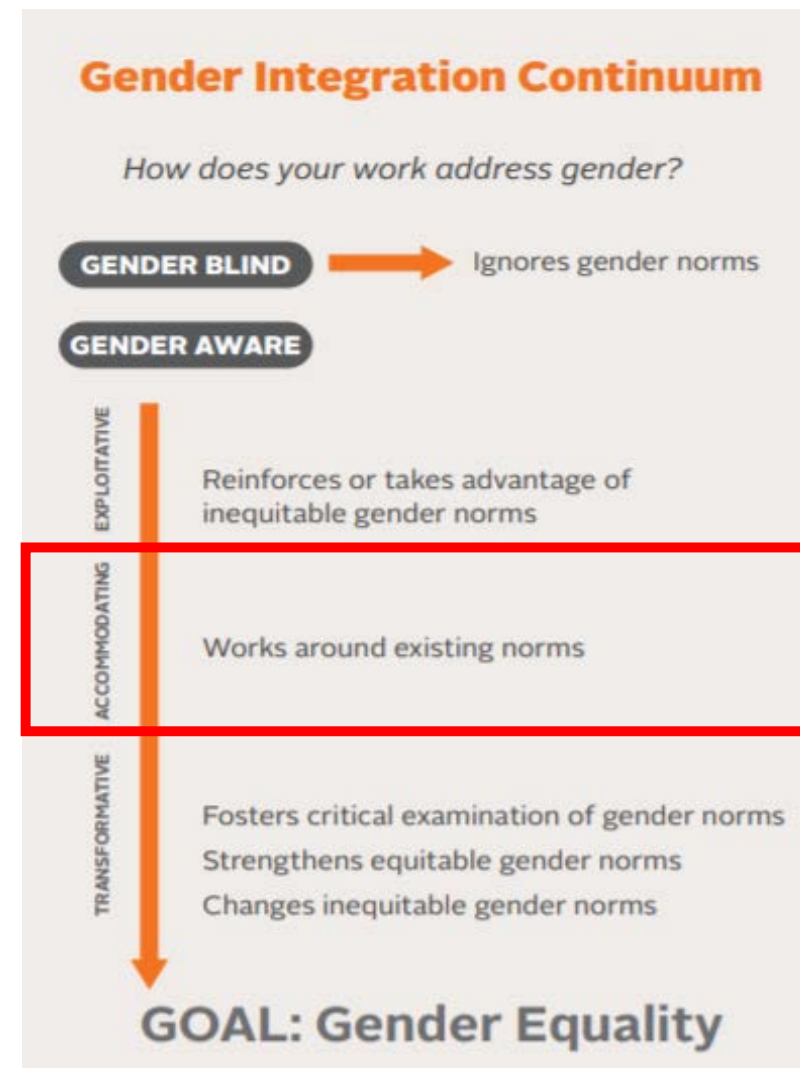 Gender Integration Continuum
How does your work address gender?
GENDER BLIND
Ignores gender norms
GENDER AWARE
EXPLOITATIVE
Reinforces or takes advantage of
inequitable gender norms
ACCOMMODATING
Works around existing norms
TRANSFORMATIVE
Fosters critical examination of gender norms
Strengthens equitable gender norms
Changes inequitable gender norms
GOAL: Gender Equality